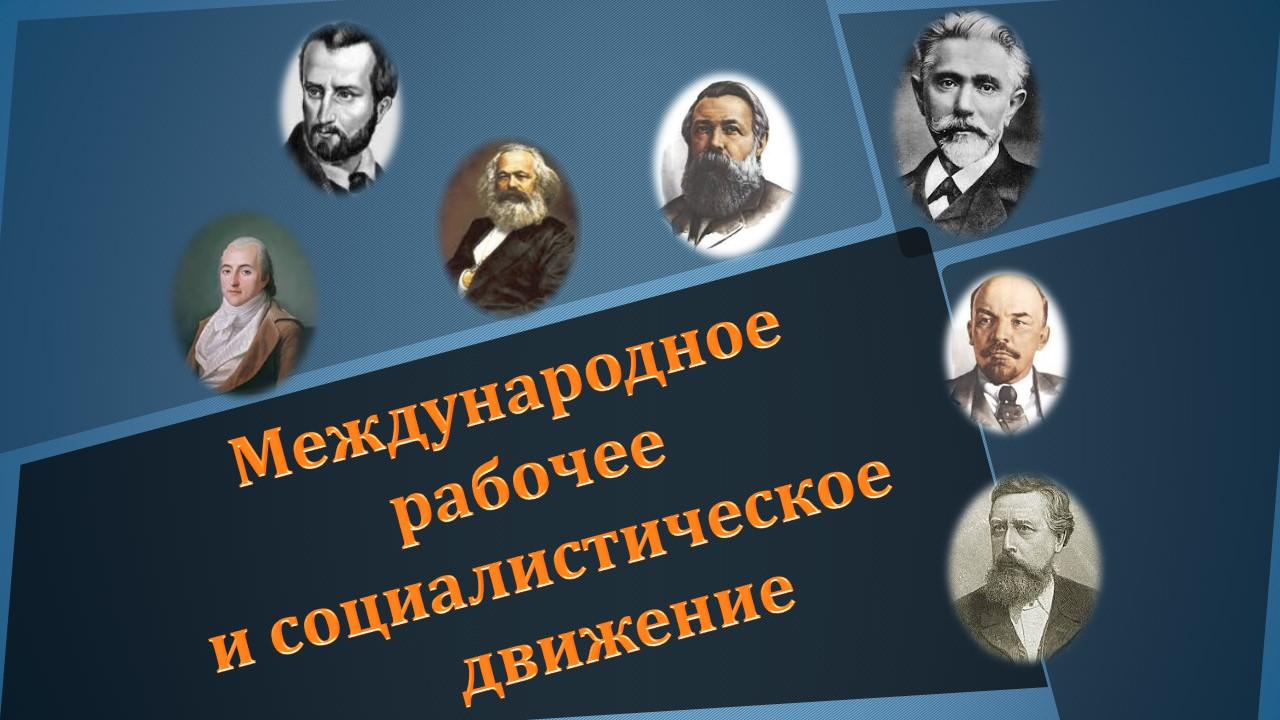 Международное
рабочее
и социалистическое
движение